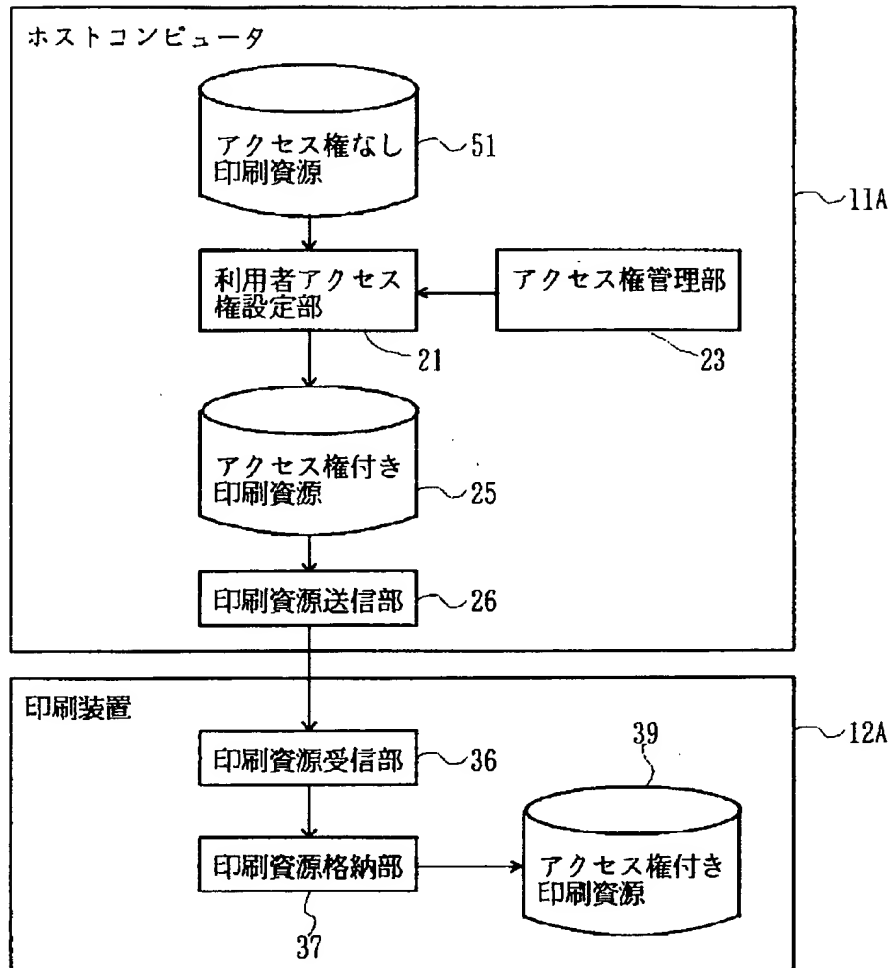 ホストコンピュータ
アクセス権なし
印刷資源
51
11A
利用者アクセス
権設定部
アクセス権管理部
21
23
アクセス権付き
印刷資源
25
印刷資源送信部
26
印刷装置
12A
印刷資源受信部
36
39
印刷資源格納部
アクセス権付き
印刷資源
37